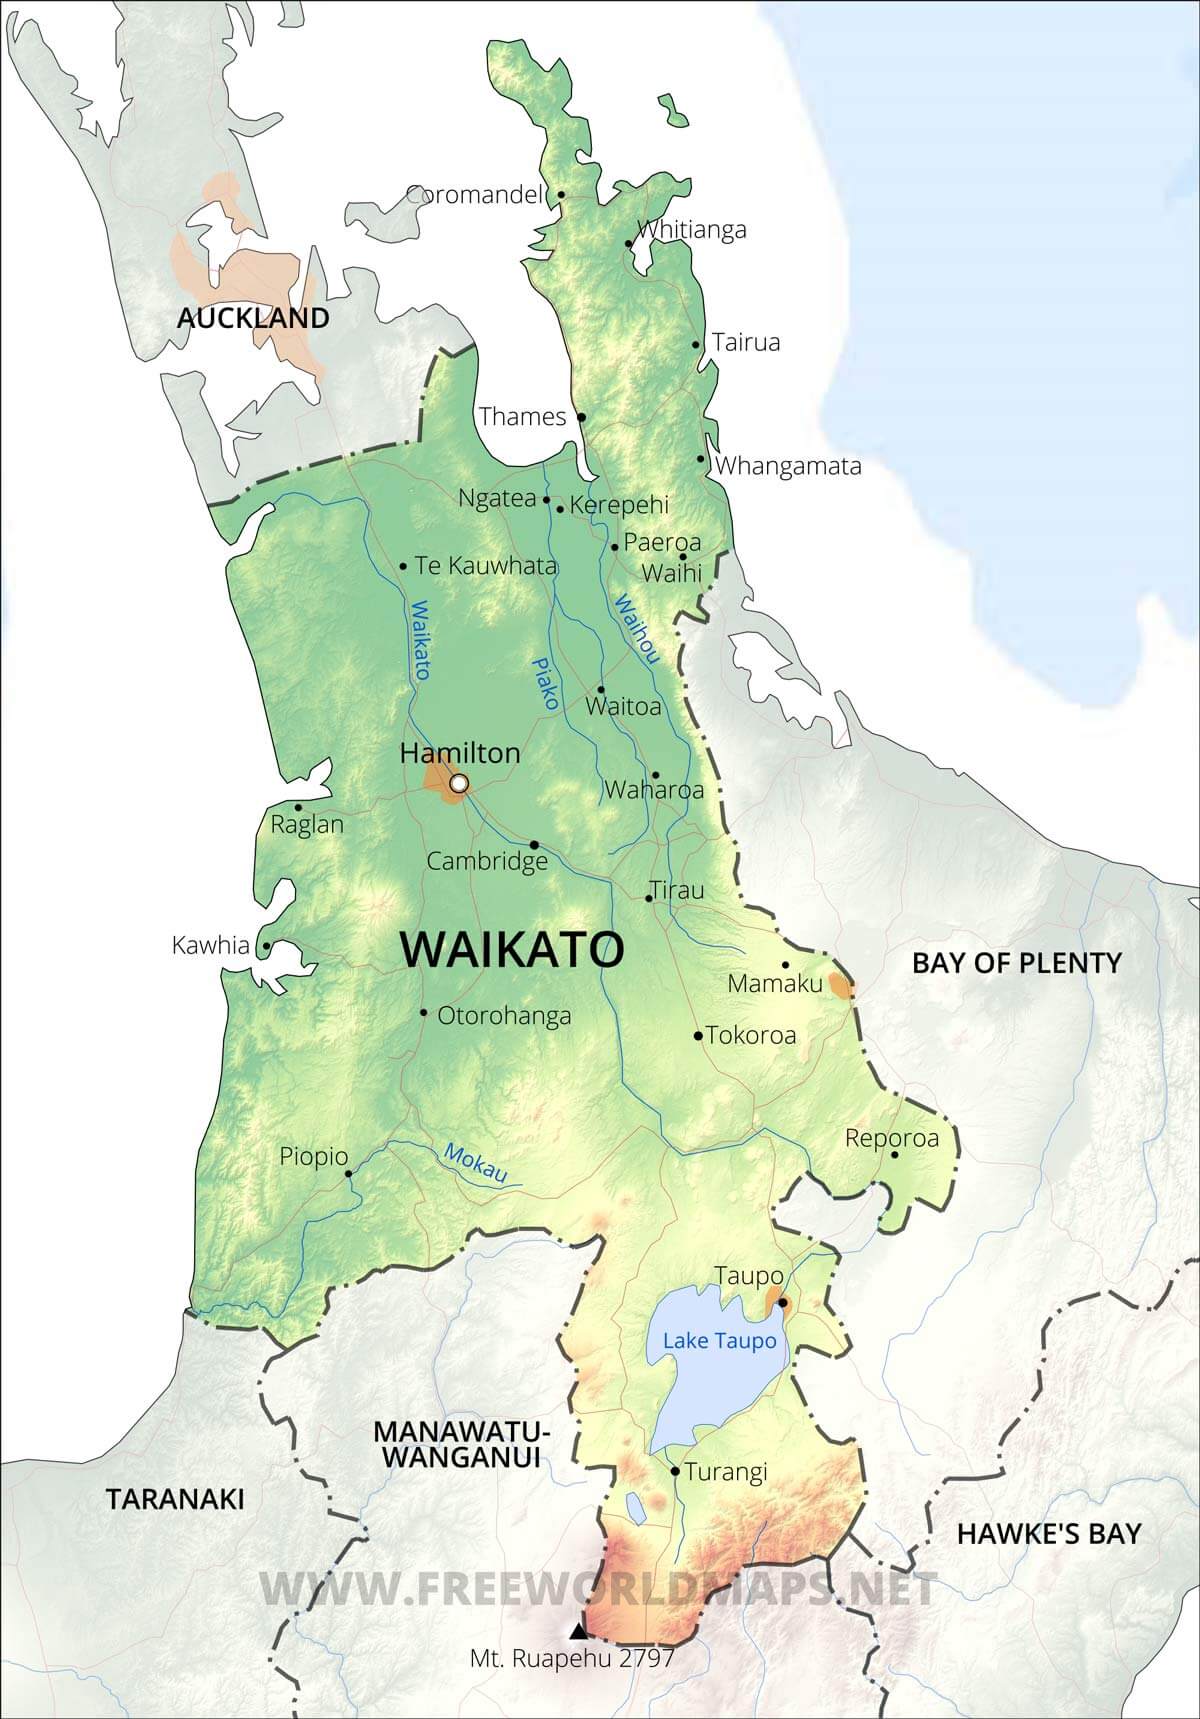 Coromandel
Whitianga
AUCKLAND
Tairua
Thames
Whangamata
Ngatea
Kerepehi
Paeroa
Waihi
Te Kauwhata
Waikato
Waihou
Piako
Waitoa
Hamilton
Waharoa
Raglan
Cambridge
Tirau
Kawhia
WAIKATO
BAY OF PLENTY
Mamaku
Otorohanga
Tokoroa
Reporoa
Piopio
Mokau
Taupo
Lake Taupo
MANAWATU-
WANGANUI
Turangi
TARANAKI
HAWKE'S BAY
WWW.FREEWORLDMAPS.NET
Mt. Ruapehu 2797